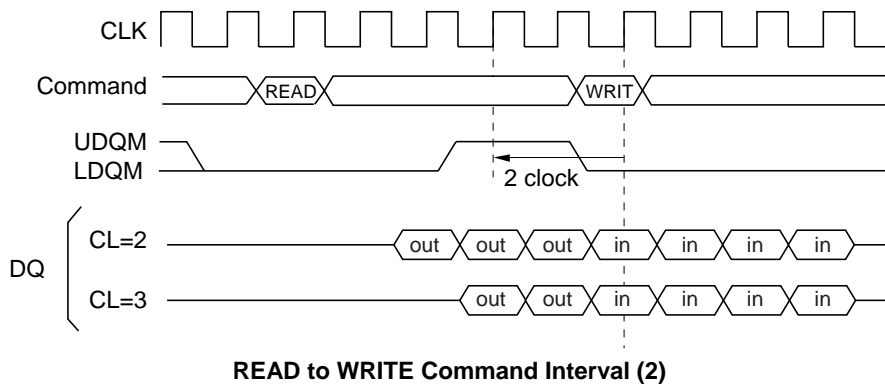 CLK
Command READ WRIT
UDQM
LDQM
2 clock
CL=2 out out out in in in in
DQ
CL=3 out out in in in in
READ to WRITE Command Interval (2)